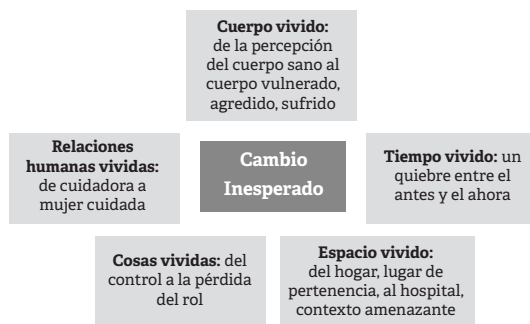 Cuerpo vivido:
de la percepción
del cuerpo sano al
cuerpo vulnerado,
agredido, sufrido
Relaciones
humanas vividas:
de cuidadora a
mujer cuidada
Cambio
Inesperado
Tiempo vivido: un
quiebre entre el
antes y el ahora
Cosas vividas: del
control a la pérdida
del rol
Espacio vivido:
del hogar, lugar de
pertenencia, al hospital,
contexto amenazante